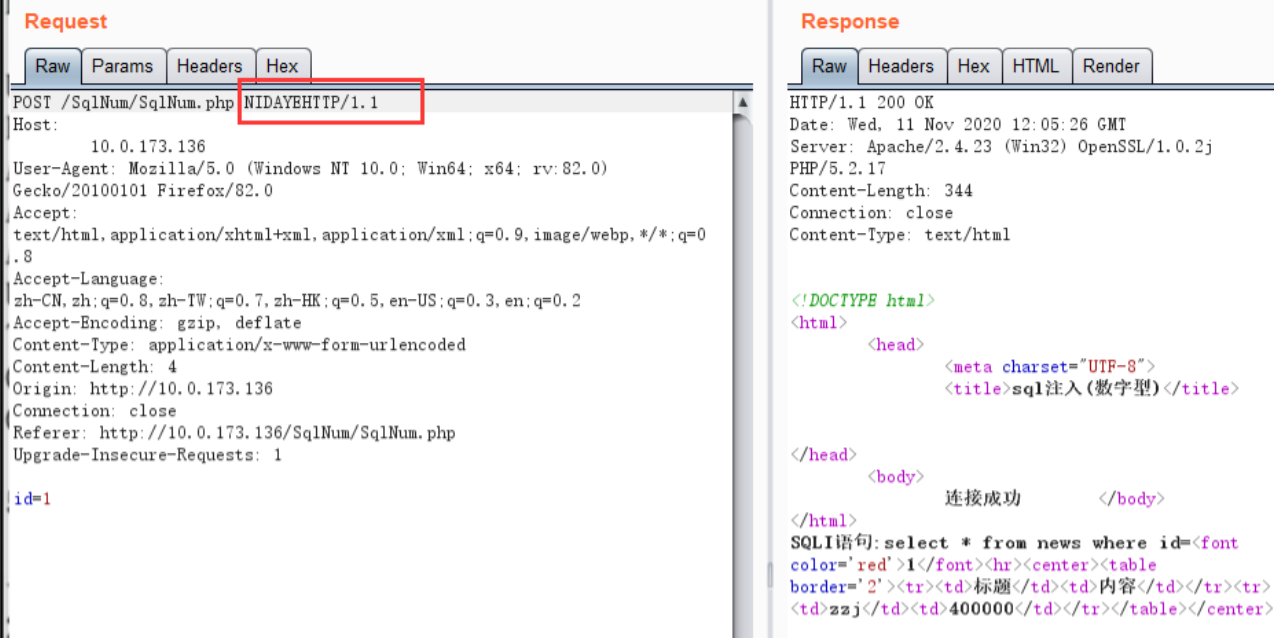 Request
Raw Params Headers Hex
POST /SqlNum/SqlNum.php NIDAYEHTTP/1.1
Host:
10.0.173.136
User-Agent: Mozilla/5.0 (Windows NT 10.0; Win64; x64; rv:82.0)
Gecko/20100101 Firefox/82.0
Accept:
text/html,application/xhtml+xml,application/xml;q=0.9,image/webp,*/*;q=0
.8
Accept-Language:
zh-CN,zh;q=0.8,zh-TW;q=0.7,zh-HK;q=0.5,en-US;q=0.3,en;q=0.2
Accept-Encoding: gzip, deflate
Content-Type: application/x-www-form-urlencoded
Content-Length: 4
Origin: http://10.0.173.136
Connection: close
Referer: http://10.0.173.136/SqlNum/SqlNum.php
Upgrade-Insecure-Requests: 1
id=1
Response
Raw Headers Hex HTML Render
HTTP/1.1 200 OK
Date: Wed, 11 Nov 2020 12:05:26 GMT
Server: Apache/2.4.23 (Win32) OpenSSL/1.0.2j
PHP/5.2.17
Content-Length: 344
Connection: close
Content-Type: text/html
<!DOCTYPE html>
<html>
<head>
<meta charset="UTF-8">
<title>sql注入(数字型)</title>
</head>
<body>
连接成功 </body>
</html>
SQLI语句:select * from news where id=<font
color='red'>1</font><hr><center><table
border='2'><tr><td>标题</td><td>内容</td></tr><tr>
<td>zzj</td><td>400000</td></tr></table></center>